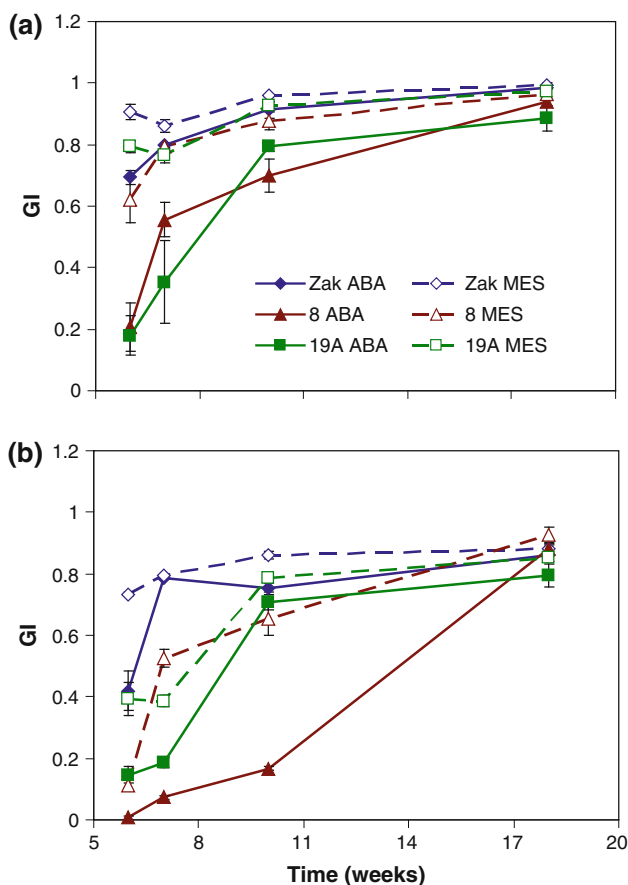 (a)
1.2
1
0.8
0.6
0.4
0.2
0
GI
Zak ABA
Zak MES
8 ABA
8 MES
19A ABA
19A MES
(b)
1.2
1
0.8
0.6
0.4
0.2
0
GI
5 8 11 14 17 20
Time (weeks)